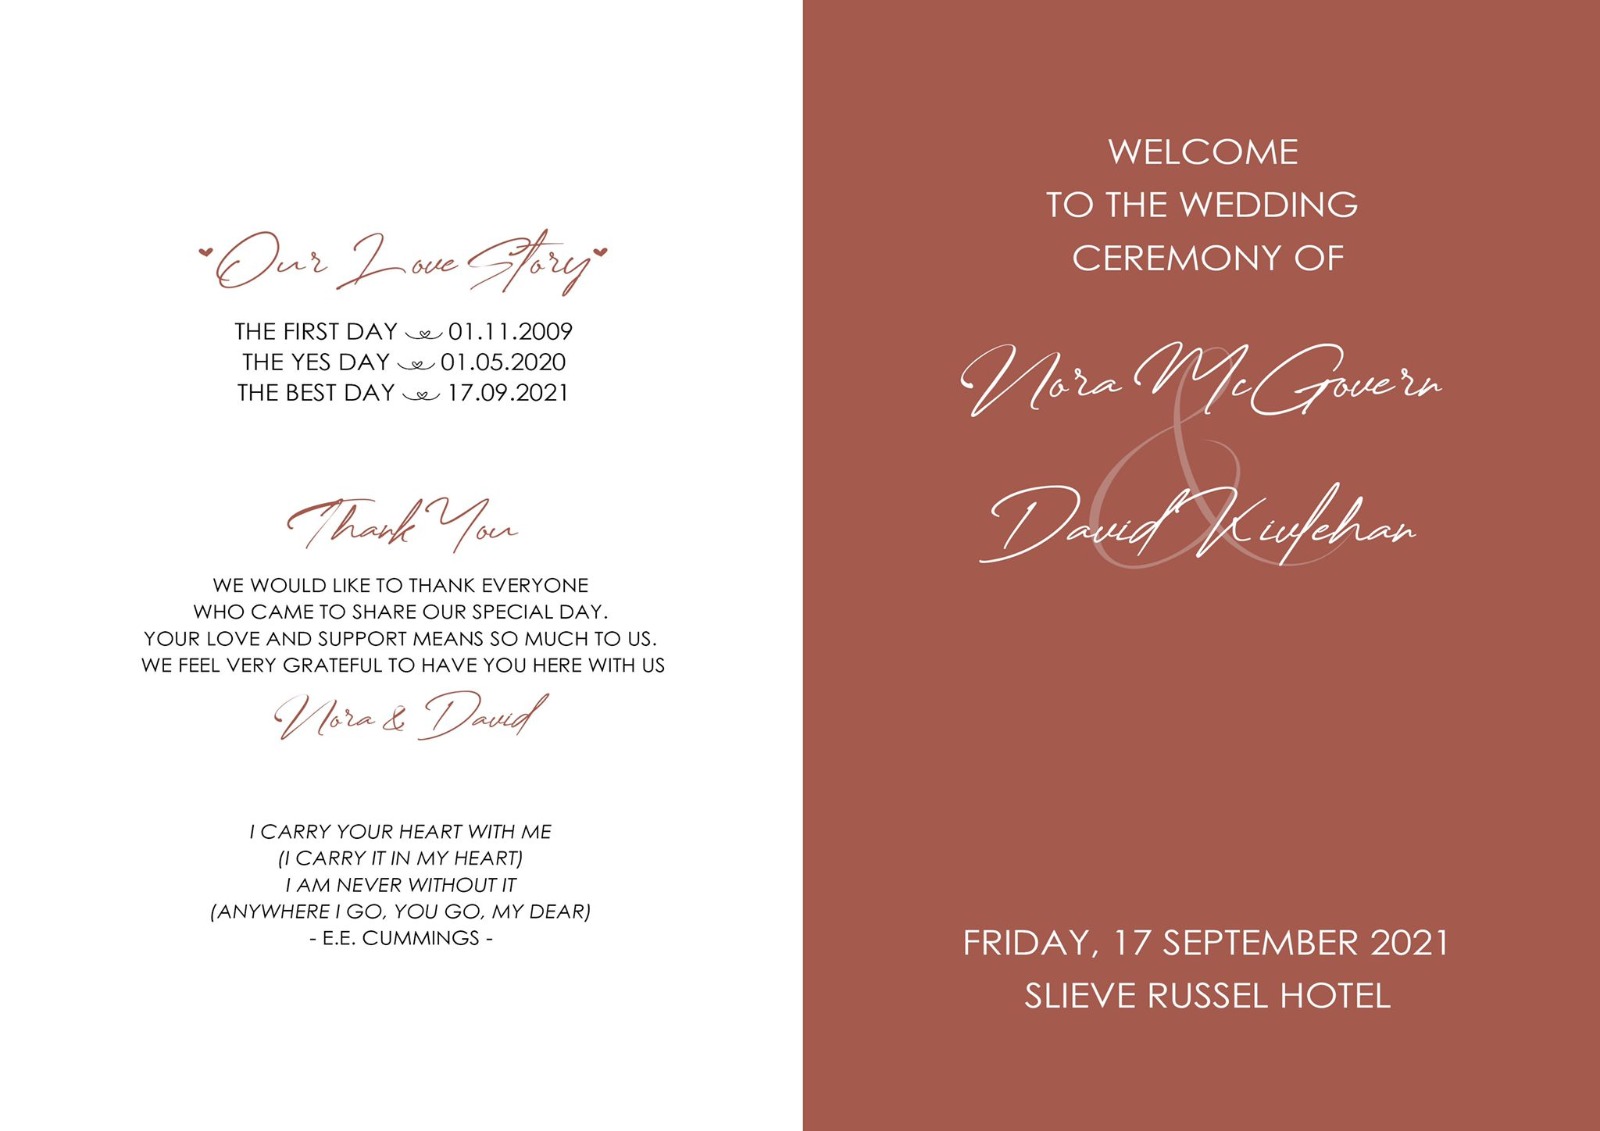 Our Love Story
THE FIRST DAY 01.11.2009
THE YES DAY 01.05.2020
THE BEST DAY 17.09.2021
Thank You
WE WOULD LIKE TO THANK EVERYONE
WHO CAME TO SHARE OUR SPECIAL DAY.
YOUR LOVE AND SUPPORT MEANS SO MUCH TO US.
WE FEEL VERY GRATEFUL TO HAVE YOU HERE WITH US
Nora & David
I CARRY YOUR HEART WITH ME
(I CARRY IT IN MY HEART)
I AM NEVER WITHOUT IT
(ANYWHERE I GO, YOU GO, MY DEAR)
- E.E. CUMMINGS -
WELCOME
TO THE WEDDING
CEREMONY OF
Nora McGovern
&
David Kivlehan
FRIDAY, 17 SEPTEMBER 2021
SLIEVE RUSSEL HOTEL